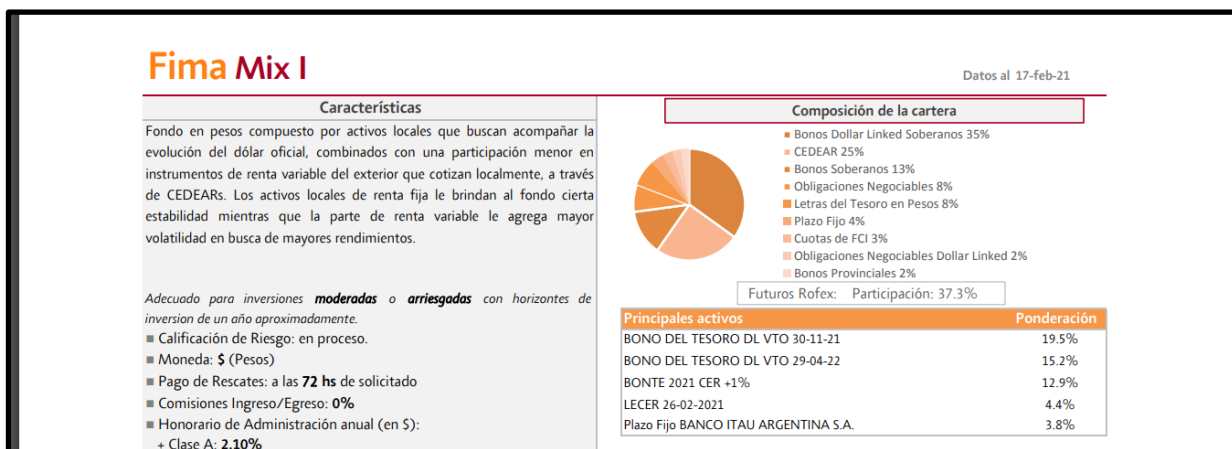 Fima Mix I
Datos al 17-feb-21
Características
Fondo en pesos compuesto por activos locales que buscan acompañar la
evolución del dólar oficial, combinados con una participación menor en
instrumentos de renta variable del exterior que cotizan localmente, a través
de CEDEARs. Los activos locales de renta fija le brindan al fondo cierta
estabilidad mientras que la parte de renta variable le agrega mayor
volatilidad en busca de mayores rendimientos.
Adecuado para inversiones moderadas o arriesgadas con horizontes de
inversion de un año aproximadamente.
■ Calificación de Riesgo: en proceso.
■ Moneda: $ (Pesos)
■ Pago de Rescates: a las 72 hs de solicitado
■ Comisiones Ingreso/Egreso: 0%
■ Honorario de Administración anual (en $):
+ Clase A: 2.10%
Composición de la cartera
Bonos Dollar Linked Soberanos 35%
CEDEAR 25%
Bonos Soberanos 13%
Obligaciones Negociables 8%
Letras del Tesoro en Pesos 8%
Plazo Fijo 4%
Cuotas de FCI 3%
Obligaciones Negociables Dollar Linked 2%
Bonos Provinciales 2%
Futuros Rofex: Participación: 37.3%
Principales activos Ponderación
BONO DEL TESORO DL VTO 30-11-21 19.5%
BONO DEL TESORO DL VTO 29-04-22 15.2%
BONTE 2021 CER +1% 12.9%
LECER 26-02-2021 4.4%
Plazo Fijo BANCO ITAU ARGENTINA S.A. 3.8%